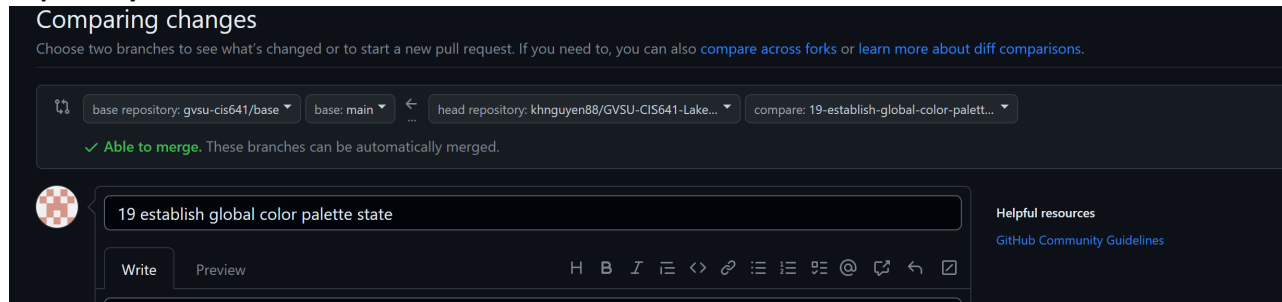 Comparing changes
Choose two branches to see what's changed or to start a new pull request. If you need to, you can also compare across forks or learn more about diff comparisons.
base repository: gvsu-cis641/base base: main ← ... head repository: khnguyen88/GVSU-CIS641-Lake... compare: 19-establish-global-color-palett...
Able to merge. These branches can be automatically merged.
19 establish global color palette state
Helpful resources
GitHub Community Guidelines
Write Preview H B I <> @